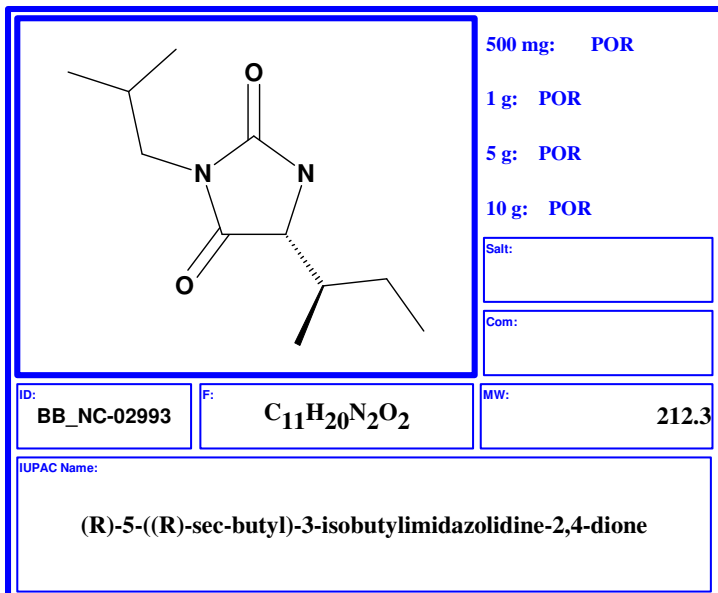 O
N
N
O
500 mg: POR
1 g: POR
5 g: POR
10 g: POR
Salt:
Com:
ID:
BB_NC-02993
F:
C11H20N2O2
MW:
212.3
IUPAC Name:
(R)-5-((R)-sec-butyl)-3-isobutylimidazolidine-2,4-dione